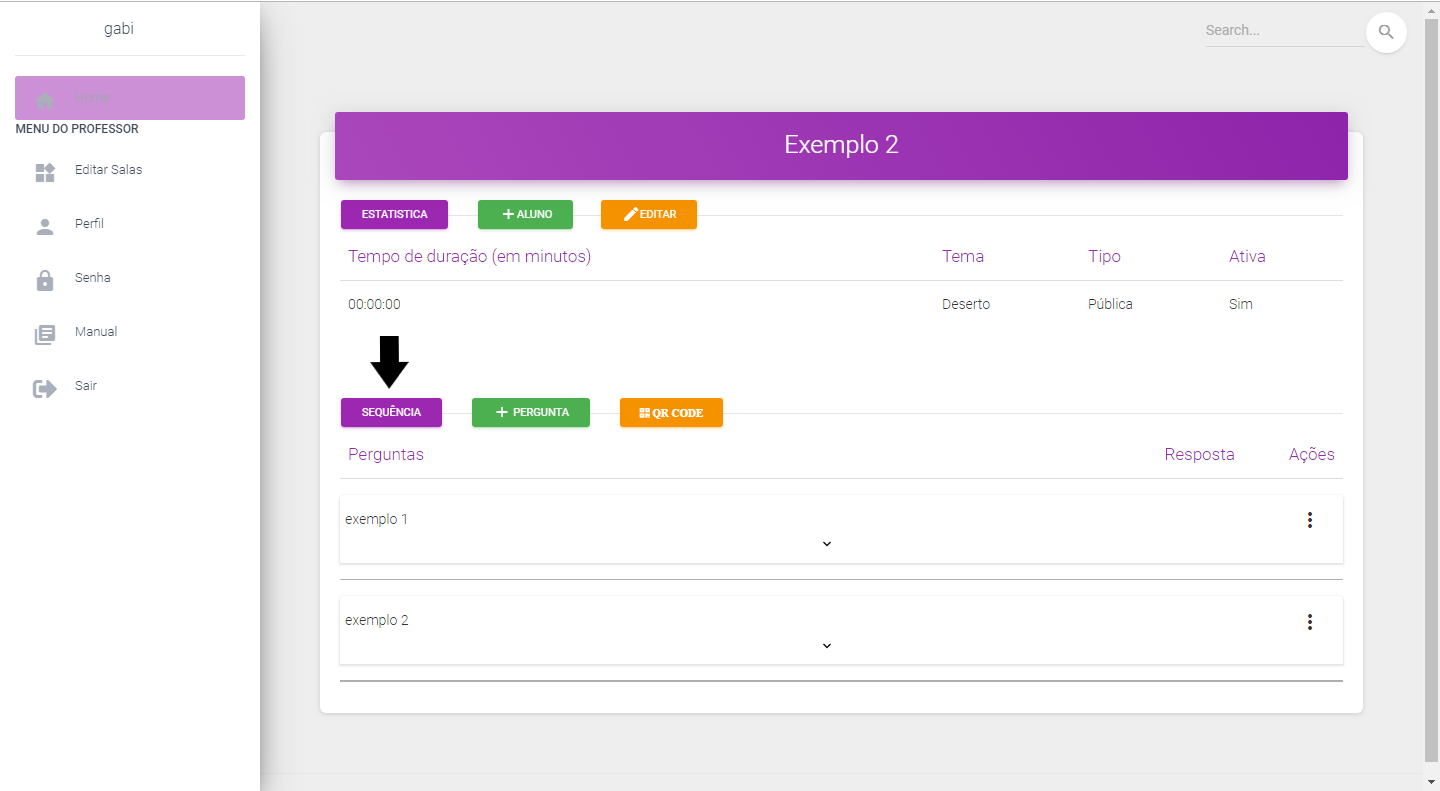 gabi
Search...
MENU DO PROFESSOR
Editar Salas
Perfil
Senha
Manual
Sair
Exemplo 2
ESTATISTICA
ALUNO
EDITAR
Tempo de duração (em minutos) Tema Tipo Ativa
00:00:00 Deserto Pública Sim
SEQUÊNCIA
PERGUNTA
QR CODE
Perguntas Resposta Ações
exemplo 1
exemplo 2